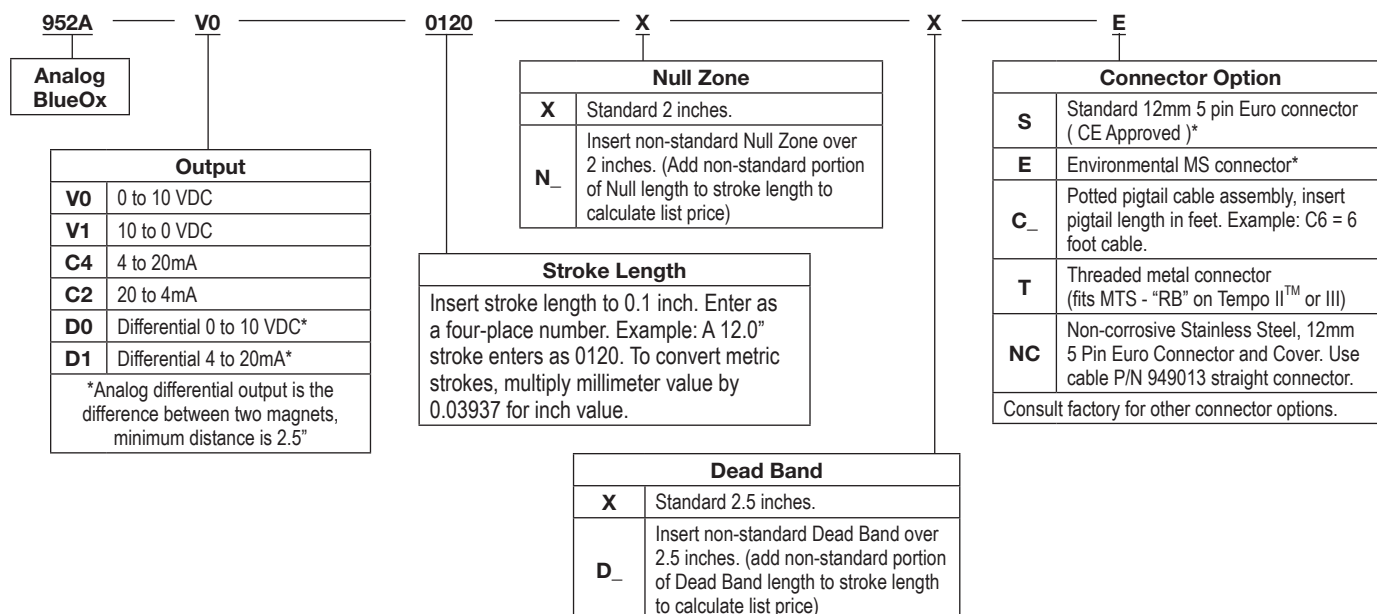 952A V0 0120 X X E
Analog
BlueOx
Output
V0 0 to 10 VDC
V1 10 to 0 VDC
C4 4 to 20mA
C2 20 to 4mA
D0 Differential 0 to 10 VDC*
D1 Differential 4 to 20mA*
*Analog differential output is the
difference between two magnets,
minimum distance is 2.5”
Stroke Length
Insert stroke length to 0.1 inch. Enter as
a four-place number. Example: A 12.0”
stroke enters as 0120. To convert metric
strokes, multiply millimeter value by
0.03937 for inch value.
Null Zone
X Standard 2 inches.
N_ Insert non-standard Null Zone over
2 inches. (Add non-standard portion
of Null length to stroke length to
calculate list price)
Dead Band
X Standard 2.5 inches.
D_ Insert non-standard Dead Band over
2.5 inches. (add non-standard portion
of Dead Band length to stroke length
to calculate list price)
Connector Option
S Standard 12mm 5 pin Euro connector
( CE Approved )*
E Environmental MS connector*
C_ Potted pigtail cable assembly, insert
pigtail length in feet. Example: C6 = 6
foot cable.
T Threaded metal connector
(fits MTS - “RB” on Tempo II™ or III)
NC Non-corrosive Stainless Steel, 12mm
5 Pin Euro Connector and Cover. Use
cable P/N 949013 straight connector.
Consult factory for other connector options.